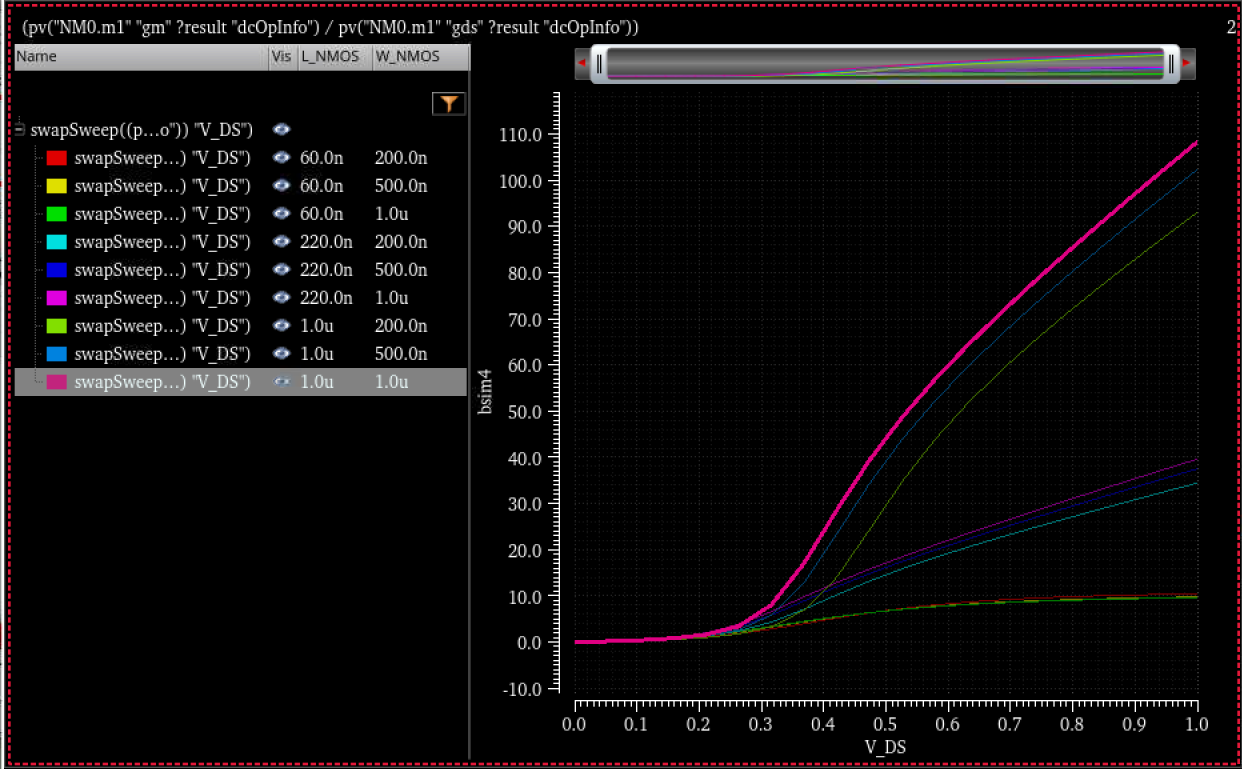 (pv("NM0.m1" "gm" ?result "dcOpInfo") / pv("NM0.m1" "gds" ?result "dcOpInfo"))
2
Name Vis L_NMOS W_NMOS
swapSweep((p...o")) "V_DS")
swapSweep...) "V_DS") 60.0n 200.0n
swapSweep...) "V_DS") 60.0n 500.0n
swapSweep...) "V_DS") 60.0n 1.0u
swapSweep...) "V_DS") 220.0n 200.0n
swapSweep...) "V_DS") 220.0n 500.0n
swapSweep...) "V_DS") 220.0n 1.0u
swapSweep...) "V_DS") 1.0u 200.0n
swapSweep...) "V_DS") 1.0u 500.0n
swapSweep...) "V_DS") 1.0u 1.0u
bsim4
110.0
100.0
90.0
80.0
70.0
60.0
50.0
40.0
30.0
20.0
10.0
0.0
-10.0
0.0 0.1 0.2 0.3 0.4 0.5 0.6 0.7 0.8 0.9 1.0
V_DS